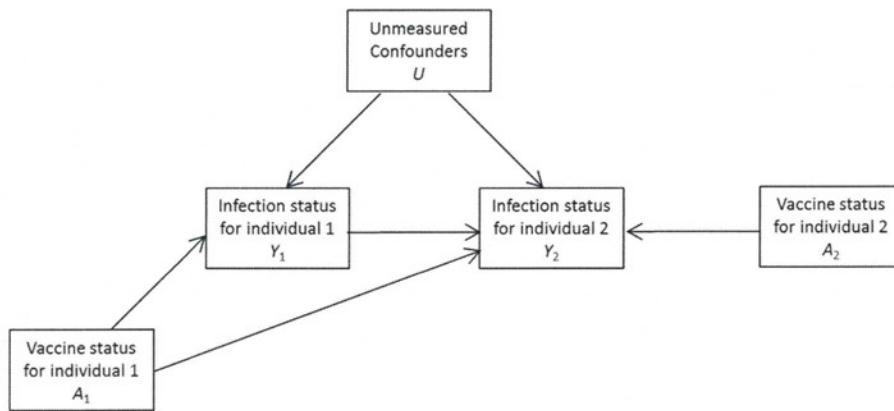 Unmeasured
Confounders
U
Infection status
for individual 1
Y₁
Infection status
for individual 2
Y₂
Vaccine status
for individual 2
A₂
Vaccine status
for individual 1
A₁